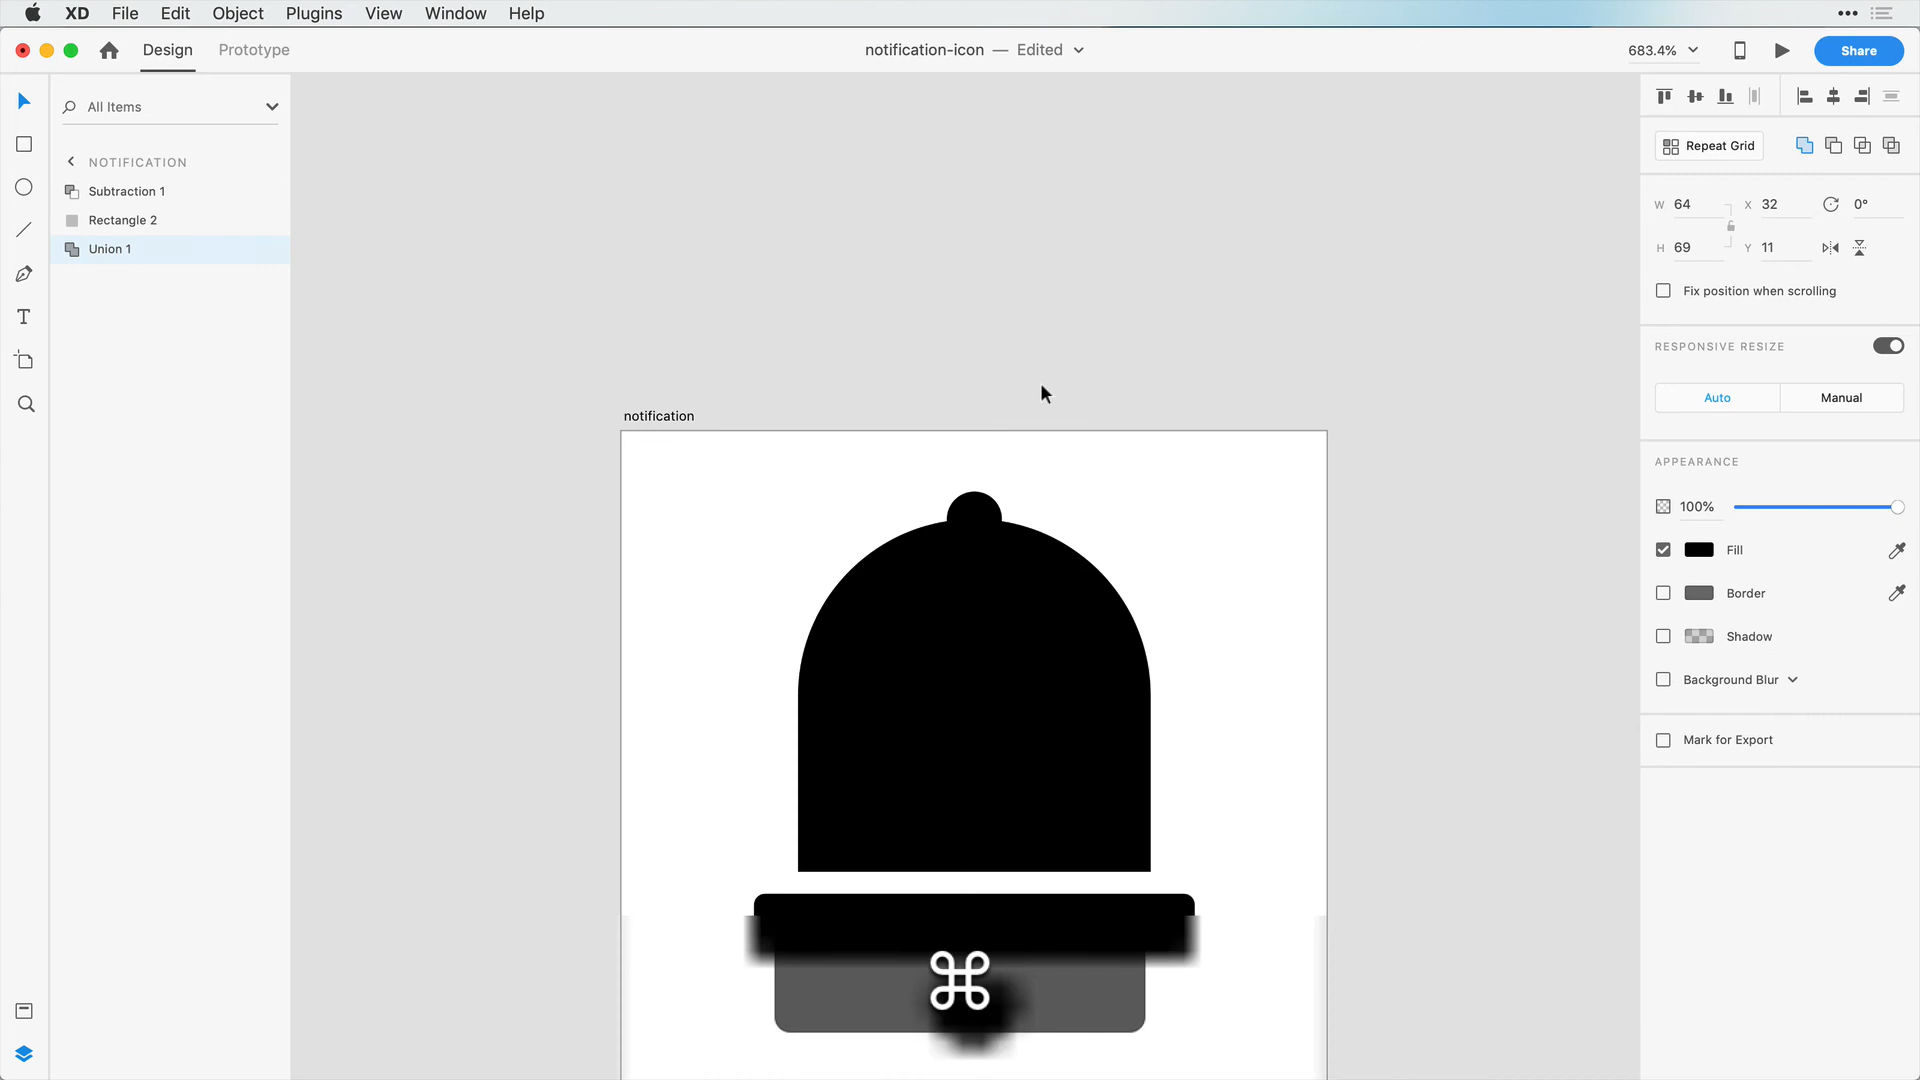 XD File Edit Object Plugins View Window Help
Design Prototype notification-icon — Edited 683.4% Share
All Items
NOTIFICATION
Subtraction 1
Rectangle 2
Union 1
notification
Repeat Grid
W 64 X 32 0°
H 69 Y 11
Fix position when scrolling
RESPONSIVE RESIZE
Auto Manual
APPEARANCE
100%
Fill
Border
Shadow
Background Blur
Mark for Export
⌘